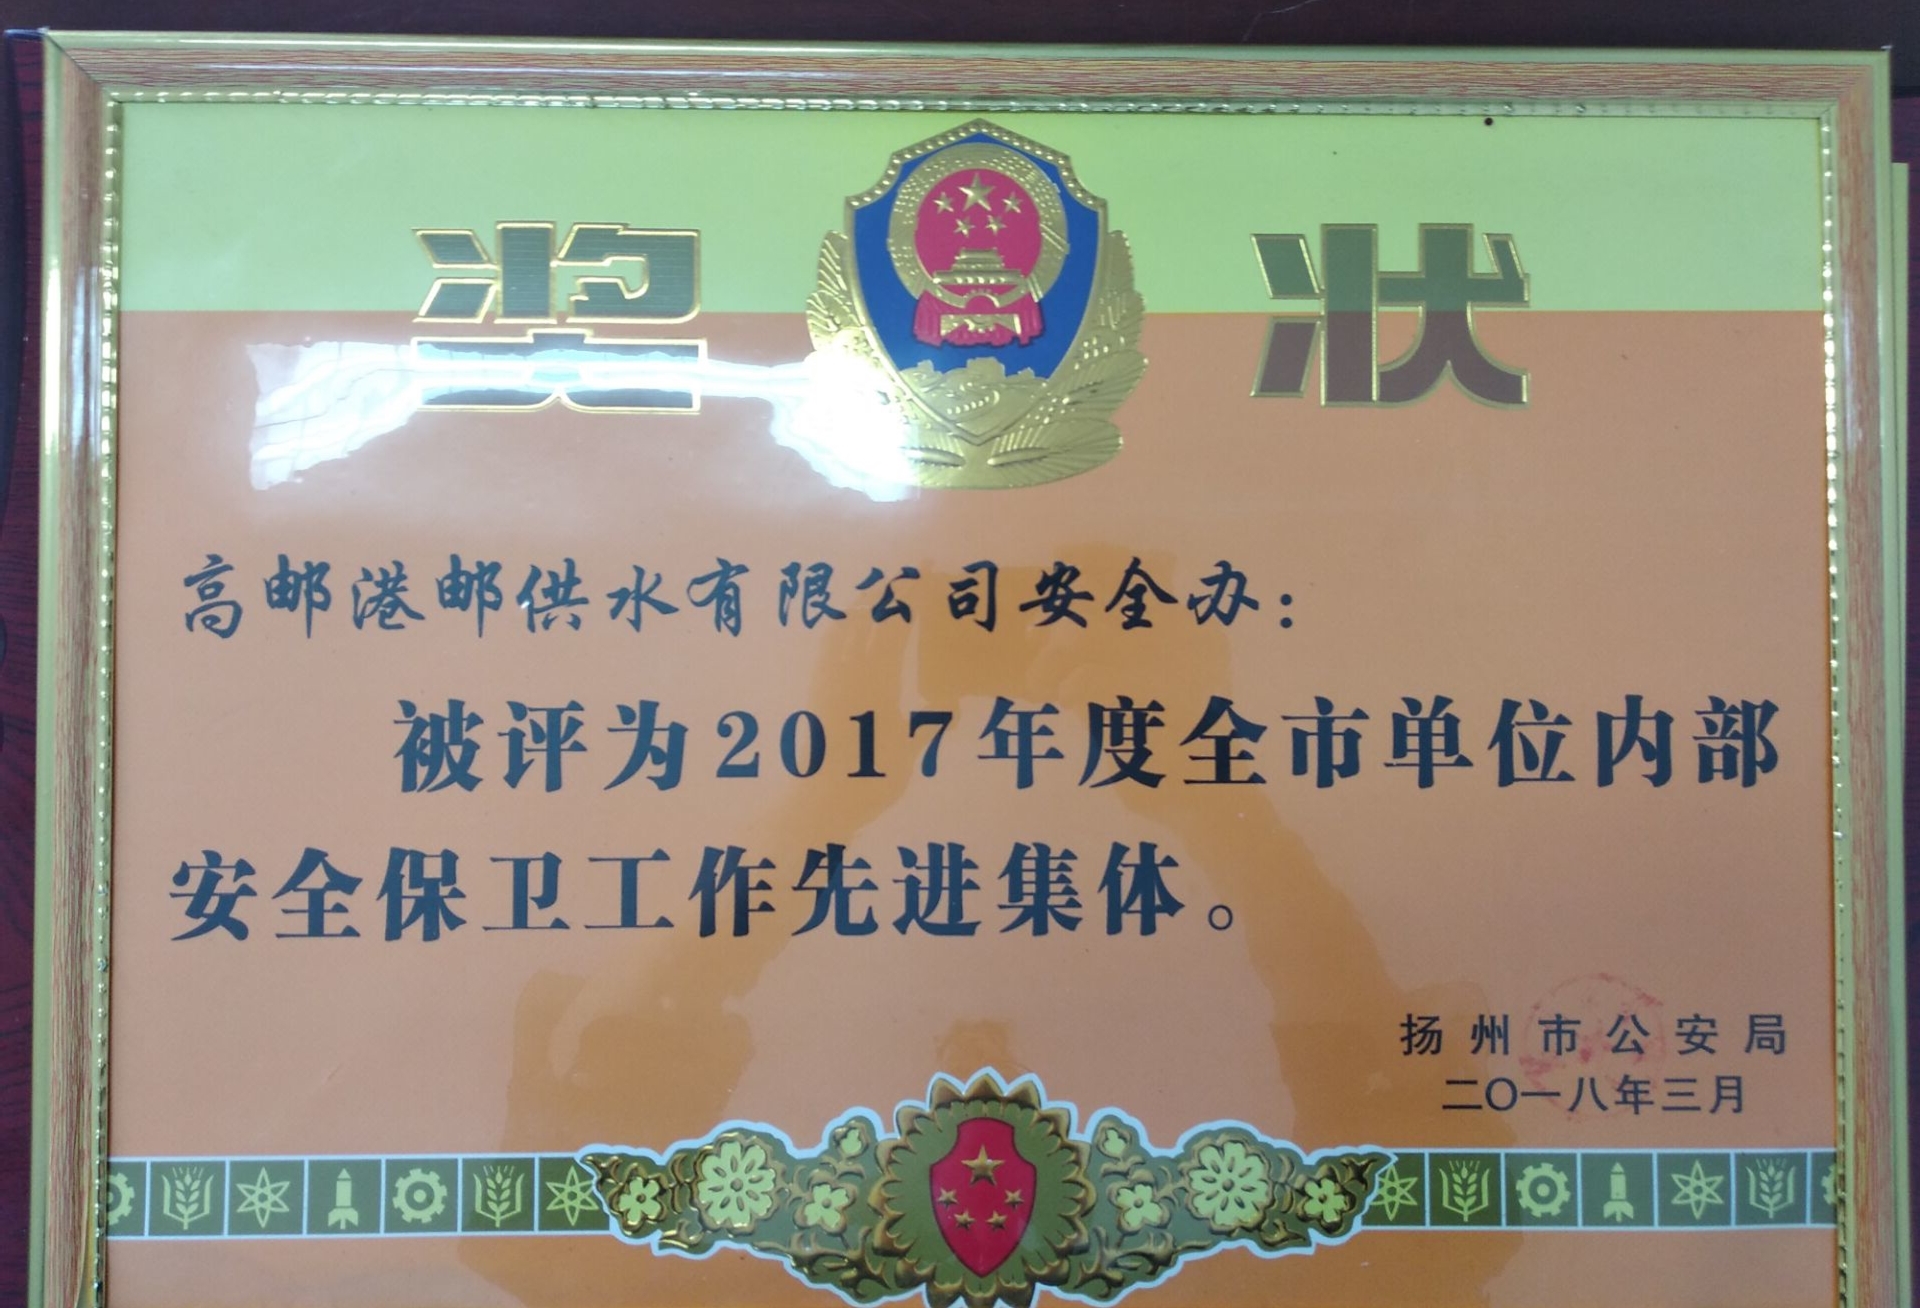 奖状
高邮港邮供水有限公司安全办：
被评为2017年度全市单位内部
安全保卫工作先进集体。
扬州市公安局
二〇一八年三月